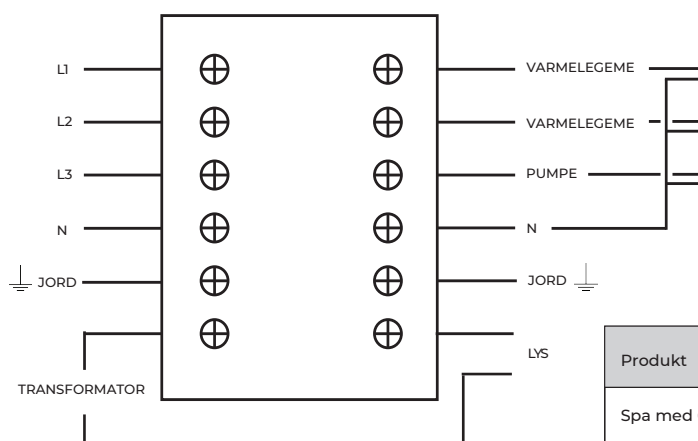 L1
VARMELEGEME
L2
VARMELEGEME
L3
PUMPE
N
N
JORD
JORD
LYS
TRANSFORMATOR
Produkt
Spa med